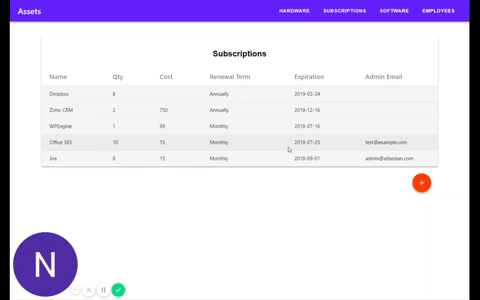 Assets HARDWARE SUBSCRIPTIONS SOFTWARE EMPLOYEES
Subscriptions
Name Qty Cost Renewal Term Expiration Admin Email
Dropbox 8 Annually 2019-03-24
Zoho CRM 2 750 Annually 2018-12-16
WPEngine 1 99 Monthly 2018-07-16
Office 365 10 15 Monthly 2018-07-25 test@example.com
Jira 8 15 Monthly 2018-09-01 admin@atlassian.com
+
N